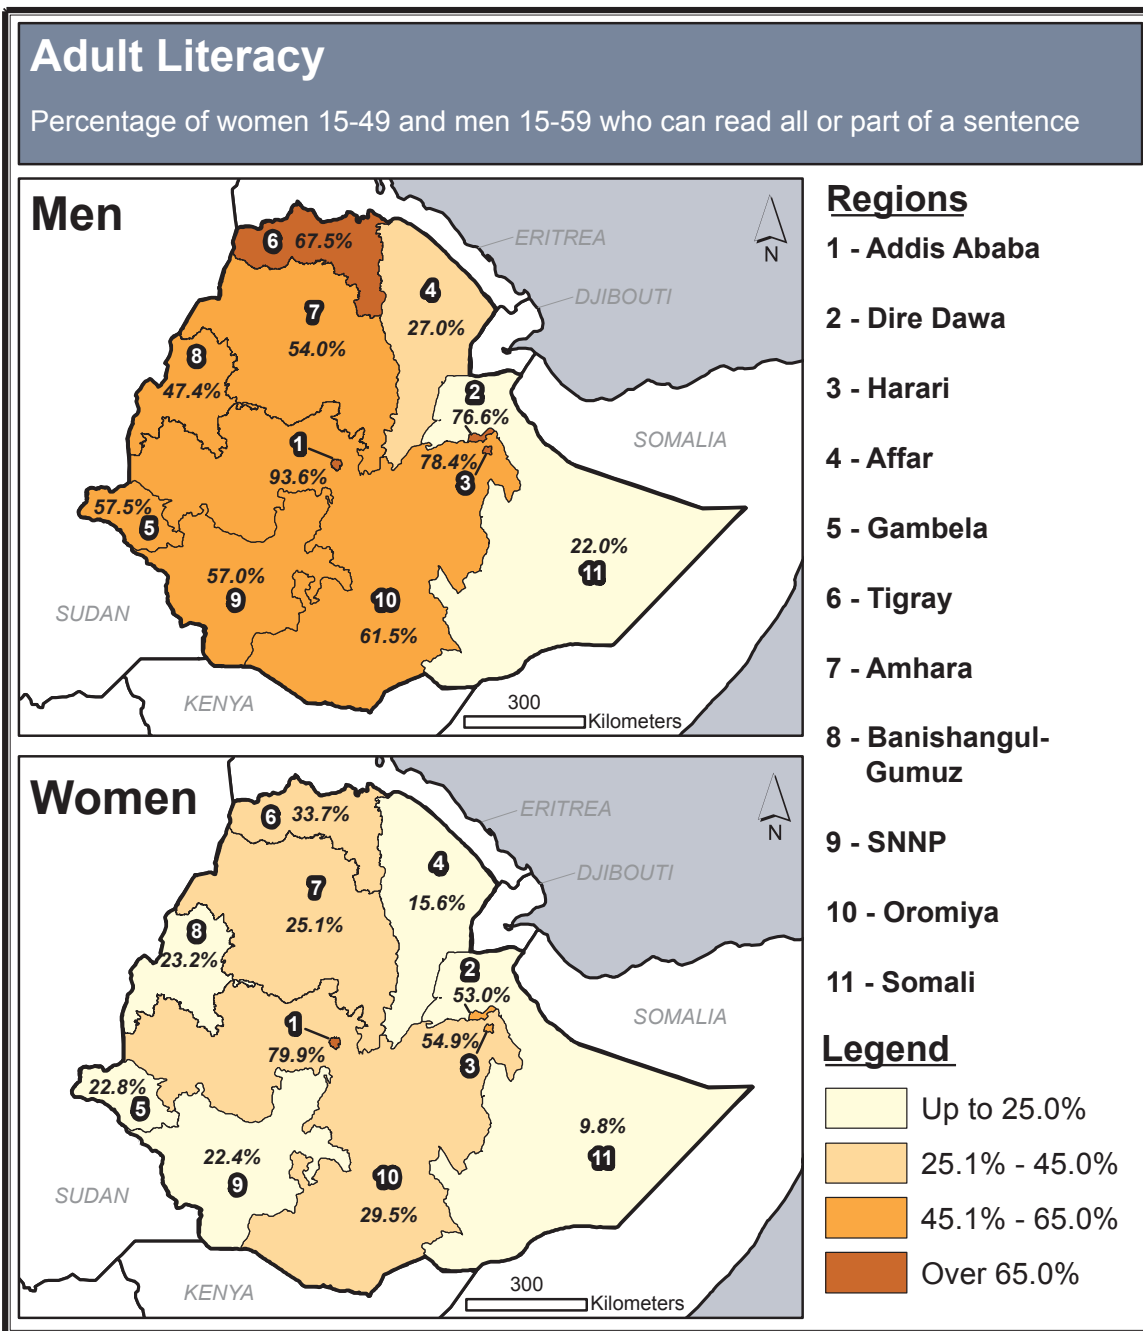 Adult Literacy
Percentage of women 15-49 and men 15-59 who can read all or part of a sentence
Men
6 67.5%
ERITREA
N
4
DJIBOUTI
7
27.0%
54.0%
8
47.4%
2
76.6%
SOMALIA
1
78.4%
93.6%
3
57.5%
5
22.0%
11
57.0%
9
10
SUDAN
61.5%
KENYA
300
Kilometers
Women
6 33.7%
ERITREA
N
4
DJIBOUTI
7
15.6%
25.1%
8
23.2%
2
53.0%
SOMALIA
1
54.9%
79.9%
3
22.8%
5
9.8%
11
22.4%
9
10
SUDAN
29.5%
KENYA
300
Kilometers
Regions
1 - Addis Ababa
2 - Dire Dawa
3 - Harari
4 - Affar
5 - Gambela
6 - Tigray
7 - Amhara
8 - Banishangul-
Gumuz
9 - SNNP
10 - Oromiya
11 - Somali
Legend
Up to 25.0%
25.1% - 45.0%
45.1% - 65.0%
Over 65.0%